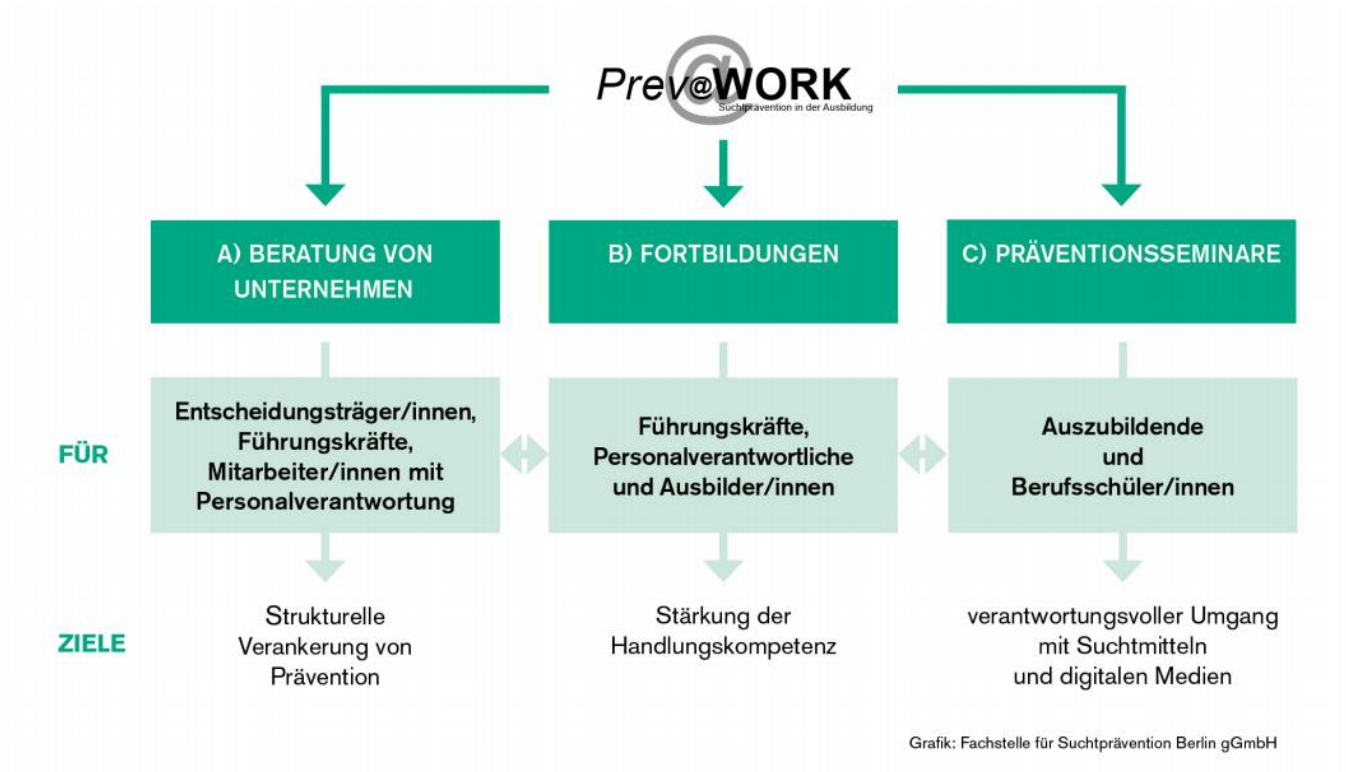 Prev@WORK
Suchtprävention in der Ausbildung
A) BERATUNG VON
UNTERNEHMEN
B) FORTBILDUNGEN
C) PRÄVENTIONSSEMINARE
FÜR
Entscheidungsträger/innen,
Führungskräfte,
Mitarbeiter/innen mit
Personalverantwortung
Führungskräfte,
Personalverantwortliche
und Ausbilder/innen
Auszubildende
und
Berufsschüler/innen
ZIELE
Strukturelle
Verankerung von
Prävention
Stärkung der
Handlungskompetenz
verantwortungsvoller Umgang
mit Suchtmitteln
und digitalen Medien
Grafik: Fachstelle für Suchtprävention Berlin gGmbH